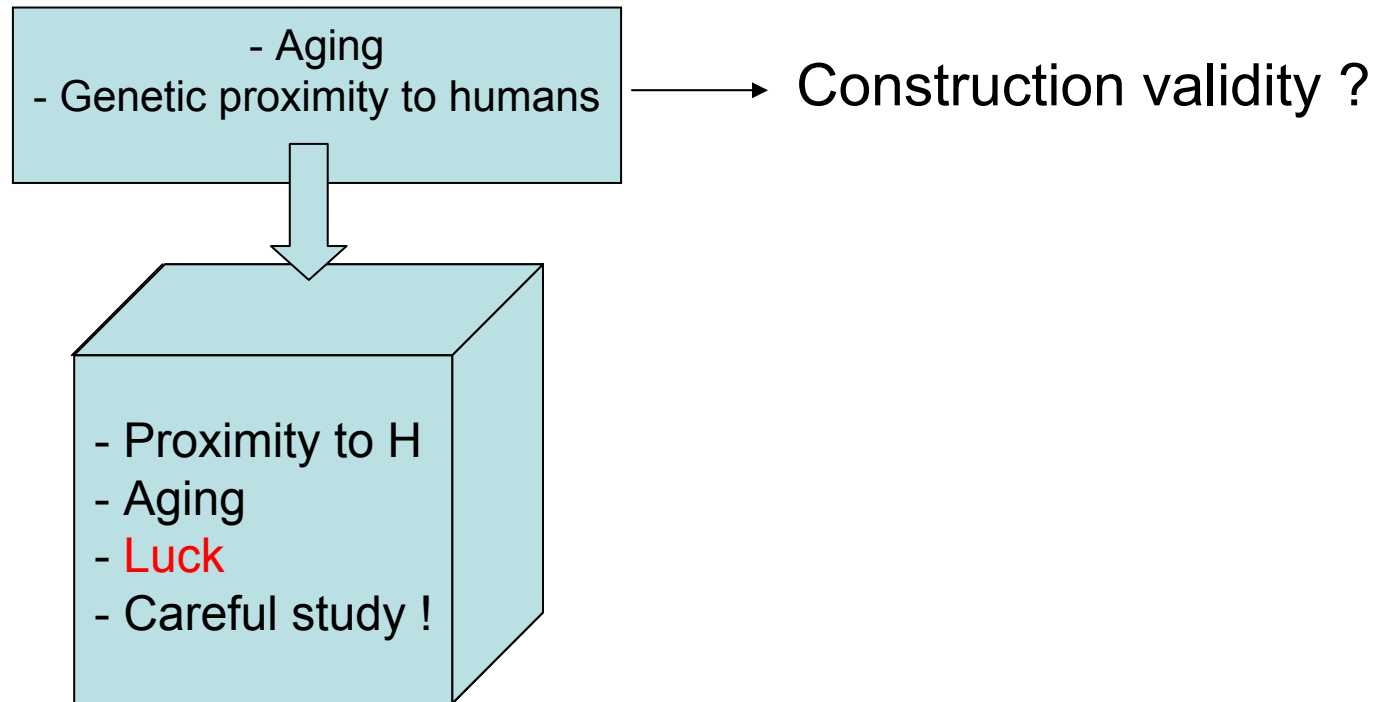 - Aging
- Genetic proximity to humans
Construction validity ?
- Proximity to H
- Aging
- Luck
- Careful study !